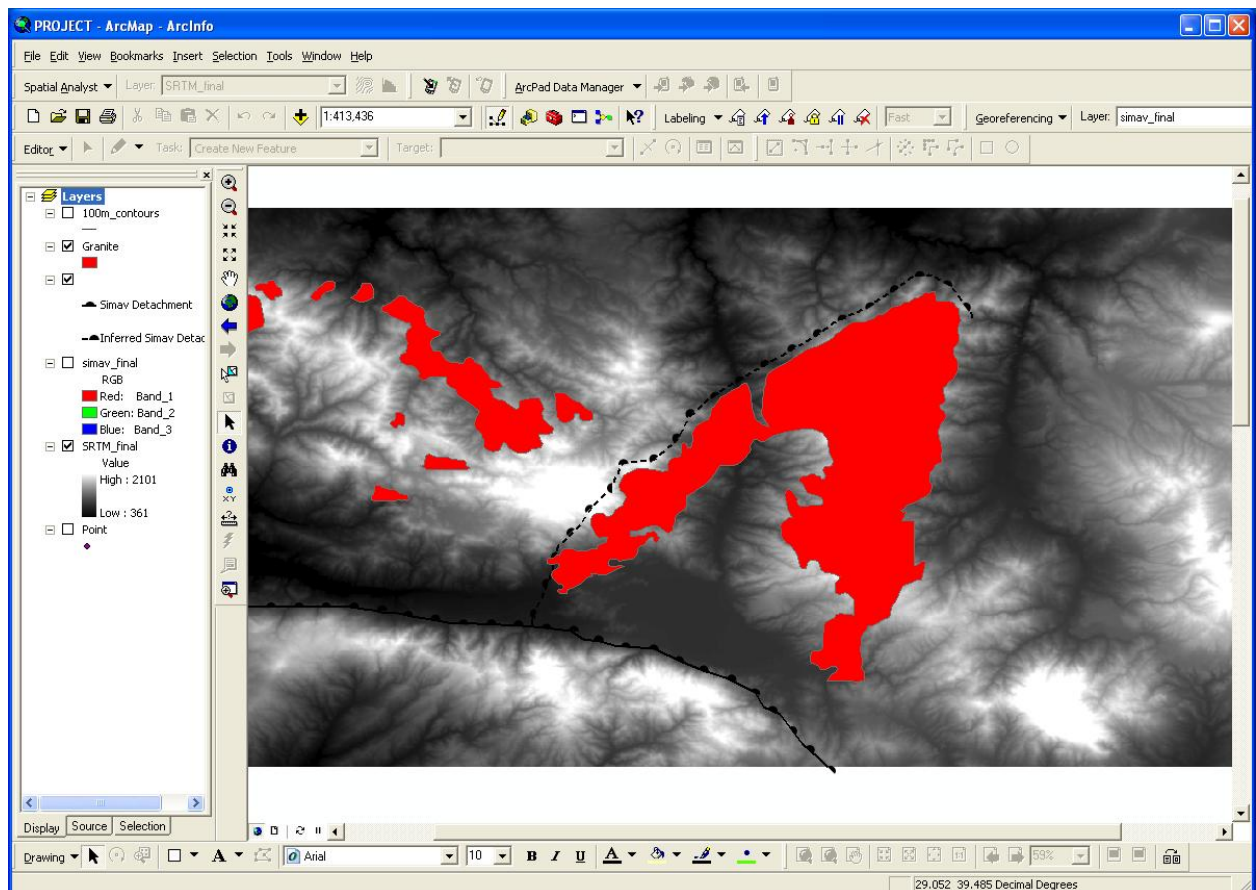 PROJECT - ArcMap - ArcInfo
File Edit View Bookmarks Insert Selection Tools Window Help
Spatial Analyst Layer: SRTM_final ArcPad Data Manager
1:413,436 Labeling Fast Georeferencing Layer: simav_final
Editor Task: Create New Feature Target:
Layers
100m_contours
Granite
Simav Detachment
Inferred Simav Detac
simav_final
RGB
Red: Band_1
Green: Band_2
Blue: Band_3
SRTM_final
Value
High : 2101
Low : 361
Point
XY
Display Source Selection
Drawing A Arial 10 B I U A 59%
29.052 39.485 Decimal Degrees